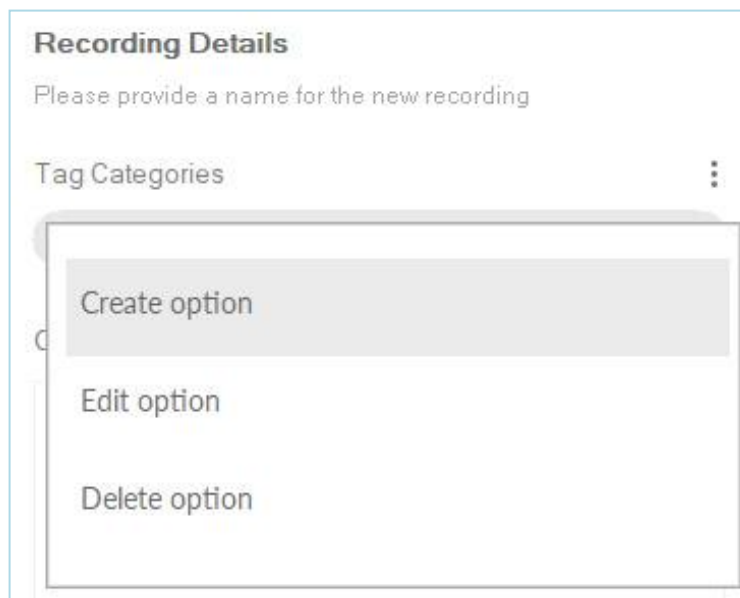 Recording Details
Please provide a name for the new recording
Tag Categories
Create option
Edit option
Delete option